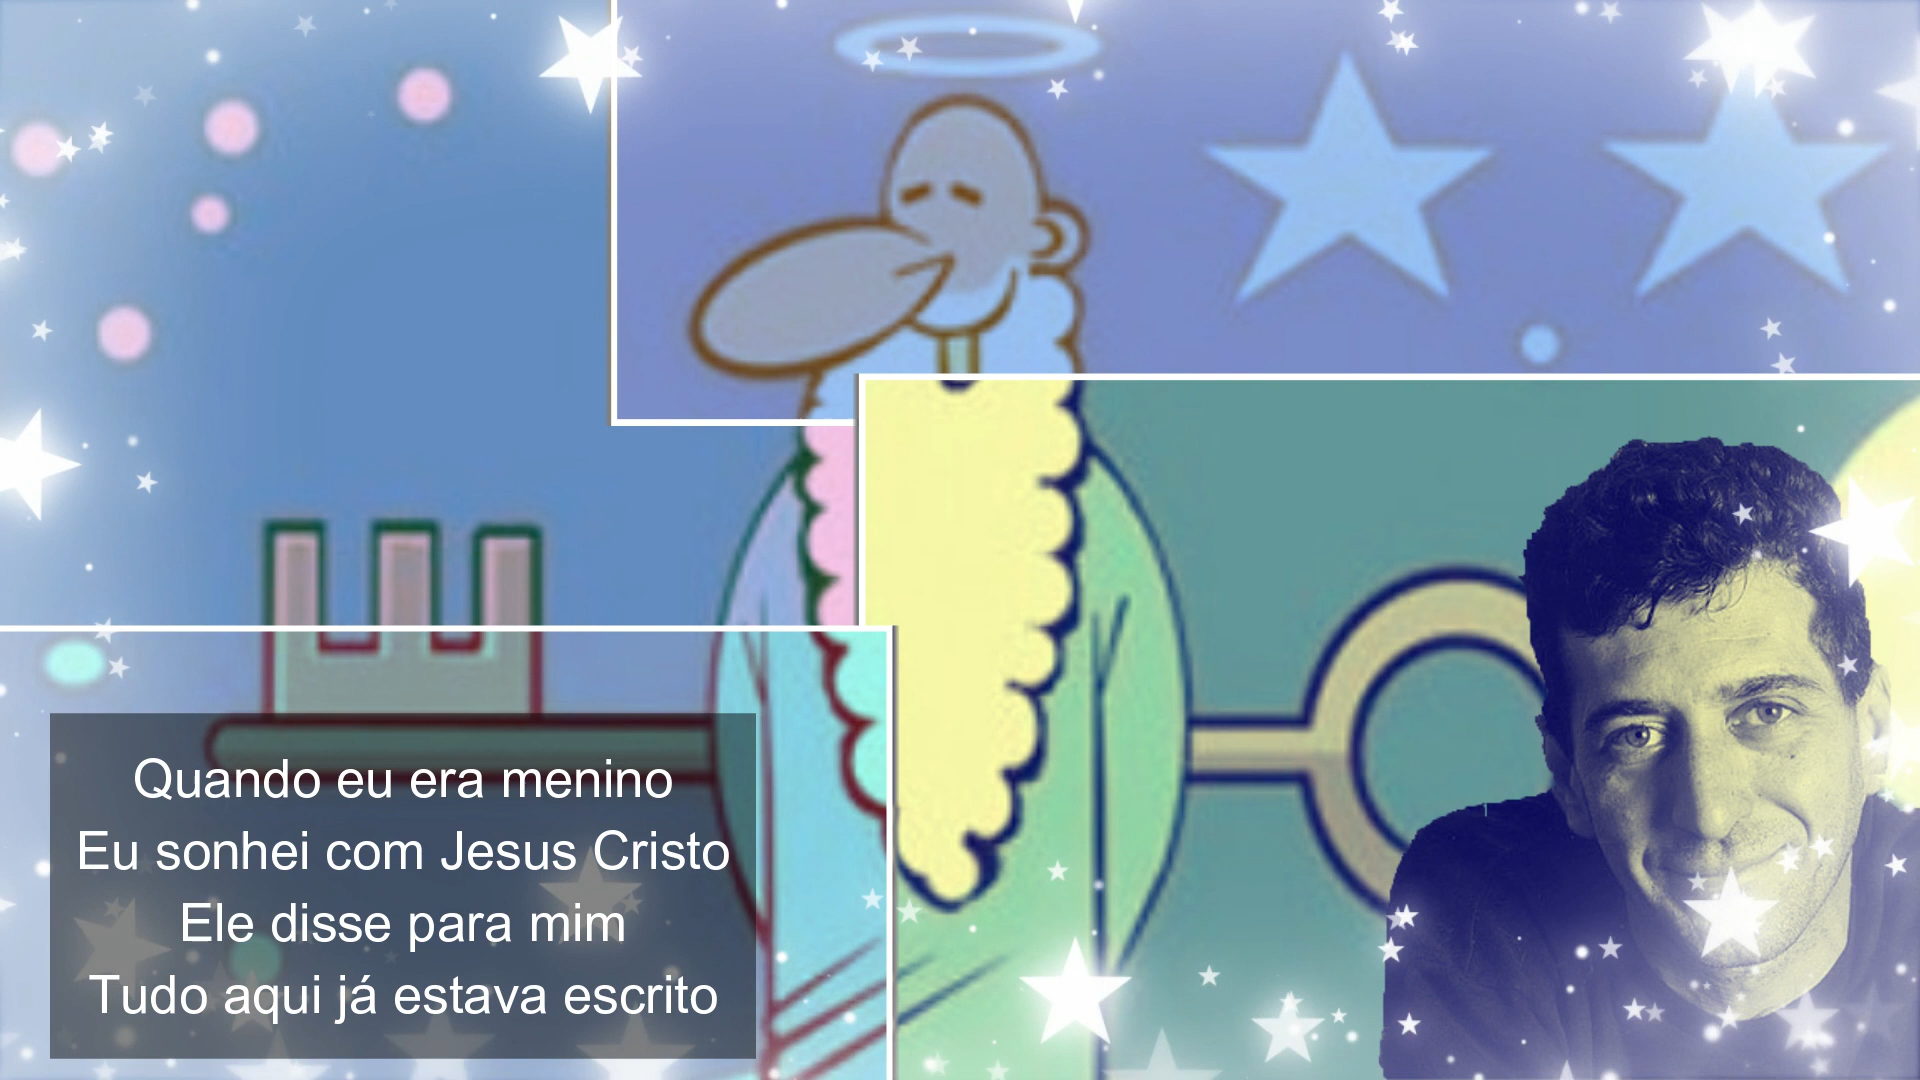 Quando eu era menino
Eu sonhei com Jesus Cristo
Ele disse para mim
Tudo aqui já estava escrito